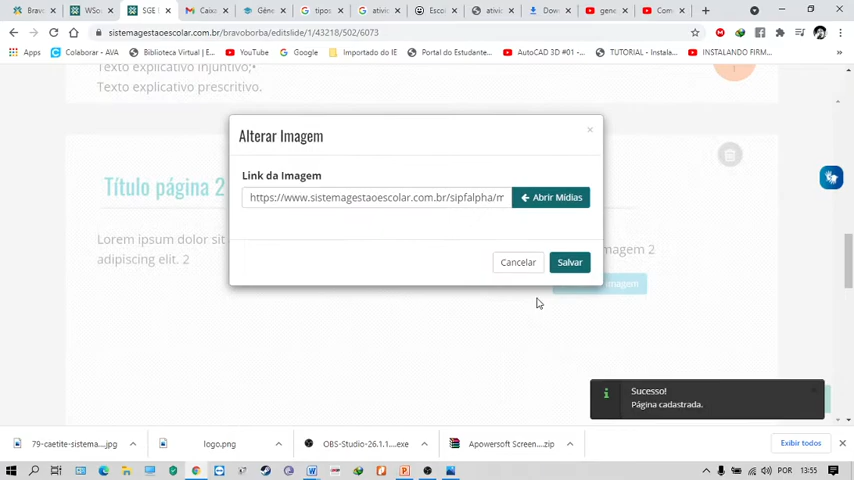 Bravo
WSo
SGE
Caixa
Gêne
tipos
ativid
Escol
ativid
Dow
gene
Com
sistemagestaoescolar.com.br/bravoborba/editslide/1/43218/502/6073
Apps
Colaborar - AVA
Biblioteca Virtual | E
YouTube
Google
Importado do IE
Portal do Estudante...
AutoCAD 3D #01 -...
TUTORIAL - Instala...
INSTALANDO FIRM...
Texto explicativo injuntivo;•
Texto explicativo prescritivo.
Alterar Imagem
×
Link da Imagem
https://www.sistemagestaoescolar.com.br/sipfalpha/m
Abrir Mídias
Cancelar
Salvar
Título página 2
Lorem ipsum dolor sit
adipiscing elit. 2
magem 2
Imagem
Sucesso!
Página cadastrada.
79-caetite-sistema....jpg
logo.png
OBS-Studio-26.1.1....exe
Apowersoft Screen....zip
Exibir todos
POR
13:55